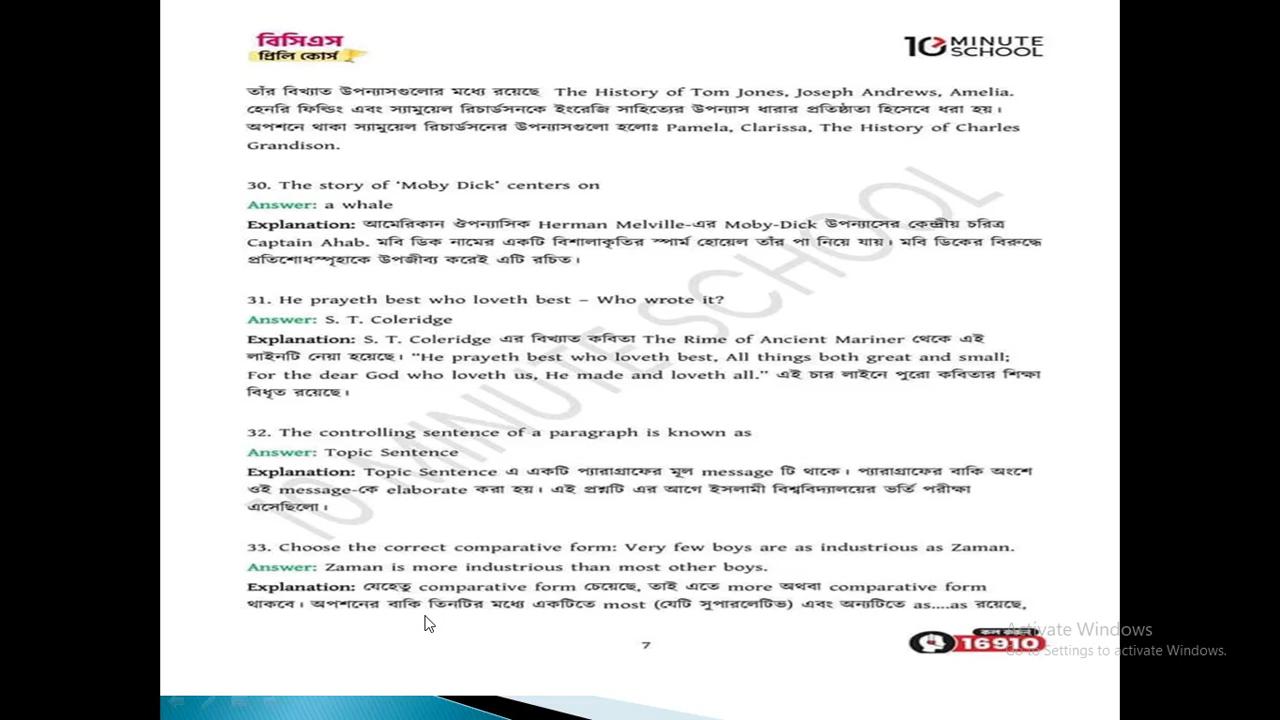 বিসিএস
প্রিলি কোর্স
10 MINUTE SCHOOL
তাঁর বিখ্যাত উপন্যাসগুলোর মধ্যে রয়েছে The History of Tom Jones, Joseph Andrews, Amelia.
হেনরি ফিল্ডিং এবং স্যামুয়েল রিচার্ডসনকে ইংরেজি সাহিত্যের উপন্যাস ধারার প্রতিষ্ঠাতা হিসেবে ধরা হয়।
অপশনে থাকা স্যামুয়েল রিচার্ডসনের উপন্যাসগুলো হলোঃ Pamela, Clarissa, The History of Charles
Grandison.
30. The story of ‘Moby Dick’ centers on
Answer: a whale
Explanation: আমেরিকান ঔপন্যাসিক Herman Melville-এর Moby-Dick উপন্যাসের কেন্দ্রীয় চরিত্র
Captain Ahab. মবি ডিক নামের একটি বিশালাকৃতির স্পার্ম হোয়েল তাঁর পা নিয়ে যায়। মবি ডিকের বিরুদ্ধে
প্রতিশোধস্পৃহাকে উপজীব্য করেই এটি রচিত।
31. He prayeth best who loveth best – Who wrote it?
Answer: S. T. Coleridge
Explanation: S. T. Coleridge এর বিখ্যাত কবিতা The Rime of Ancient Mariner থেকে এই
লাইনটি নেয়া হয়েছে। “He prayeth best who loveth best, All things both great and small;
For the dear God who loveth us, He made and loveth all.” এই চার লাইনে পুরো কবিতার শিক্ষা
বিধৃত রয়েছে।
32. The controlling sentence of a paragraph is known as
Answer: Topic Sentence
Explanation: Topic Sentence এ একটি প্যারাগ্রাফের মূল message টি থাকে। প্যারাগ্রাফের বাকি অংশে
ওই message-কে elaborate করা হয়। এই প্রশ্নটি এর আগে ইসলামী বিশ্ববিদ্যালয়ের ভর্তি পরীক্ষা
এসেছিলো।
33. Choose the correct comparative form: Very few boys are as industrious as Zaman.
Answer: Zaman is more industrious than most other boys.
Explanation: যেহেতু comparative form চেয়েছে, তাই এতে more অথবা comparative form
থাকবে। অপশনের বাকি তিনটির মধ্যে একটিতে most (যেটি সুপারলেটিভ) এবং অন্যটিতে as....as রয়েছে,
7
কল করুন
16910
Activate Windows
Go to Settings to activate Windows.
10 MINUTE SCHOOL